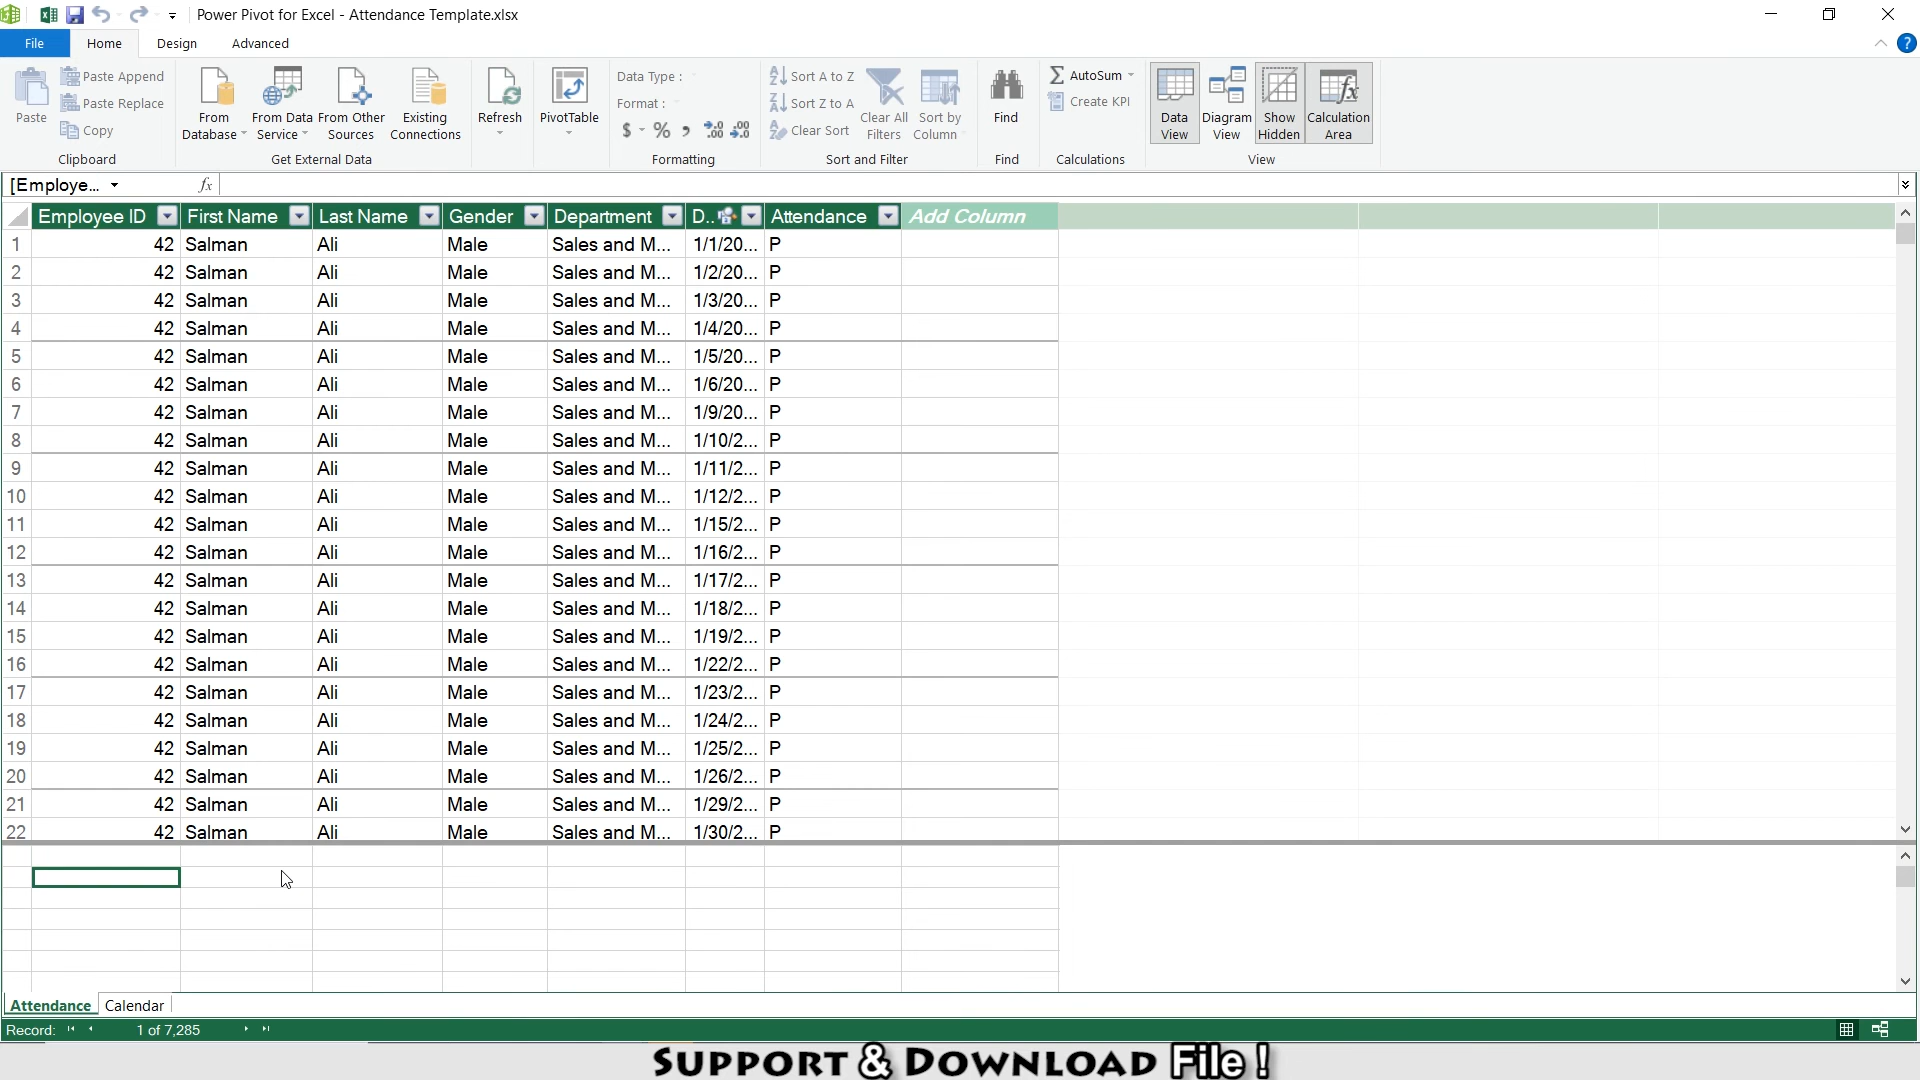 Power Pivot for Excel - Attendance Template.xlsx
File Home Design Advanced
Paste
Paste Append
Paste Replace
Copy
Clipboard
From Database
From Data Service
From Other Sources
Existing Connections
Get External Data
Refresh
PivotTable
Data Type :
Format :
$ % ,
Formatting
Sort A to Z
Sort Z to A
Clear Sort
Clear All Filters
Sort by Column
Sort and Filter
Find
Find
AutoSum
Create KPI
Calculations
Data View
Diagram View
Show Hidden
Calculation Area
View
[Employe... fx
Employee ID First Name Last Name Gender Department D.. Attendance Add Column
1 42 Salman Ali Male Sales and M... 1/1/20... P
2 42 Salman Ali Male Sales and M... 1/2/20... P
3 42 Salman Ali Male Sales and M... 1/3/20... P
4 42 Salman Ali Male Sales and M... 1/4/20... P
5 42 Salman Ali Male Sales and M... 1/5/20... P
6 42 Salman Ali Male Sales and M... 1/6/20... P
7 42 Salman Ali Male Sales and M... 1/9/20... P
8 42 Salman Ali Male Sales and M... 1/10/2... P
9 42 Salman Ali Male Sales and M... 1/11/2... P
10 42 Salman Ali Male Sales and M... 1/12/2... P
11 42 Salman Ali Male Sales and M... 1/15/2... P
12 42 Salman Ali Male Sales and M... 1/16/2... P
13 42 Salman Ali Male Sales and M... 1/17/2... P
14 42 Salman Ali Male Sales and M... 1/18/2... P
15 42 Salman Ali Male Sales and M... 1/19/2... P
16 42 Salman Ali Male Sales and M... 1/22/2... P
17 42 Salman Ali Male Sales and M... 1/23/2... P
18 42 Salman Ali Male Sales and M... 1/24/2... P
19 42 Salman Ali Male Sales and M... 1/25/2... P
20 42 Salman Ali Male Sales and M... 1/26/2... P
21 42 Salman Ali Male Sales and M... 1/29/2... P
22 42 Salman Ali Male Sales and M... 1/30/2... P
Attendance Calendar
Record: 1 of 7,285
Support & Download File !